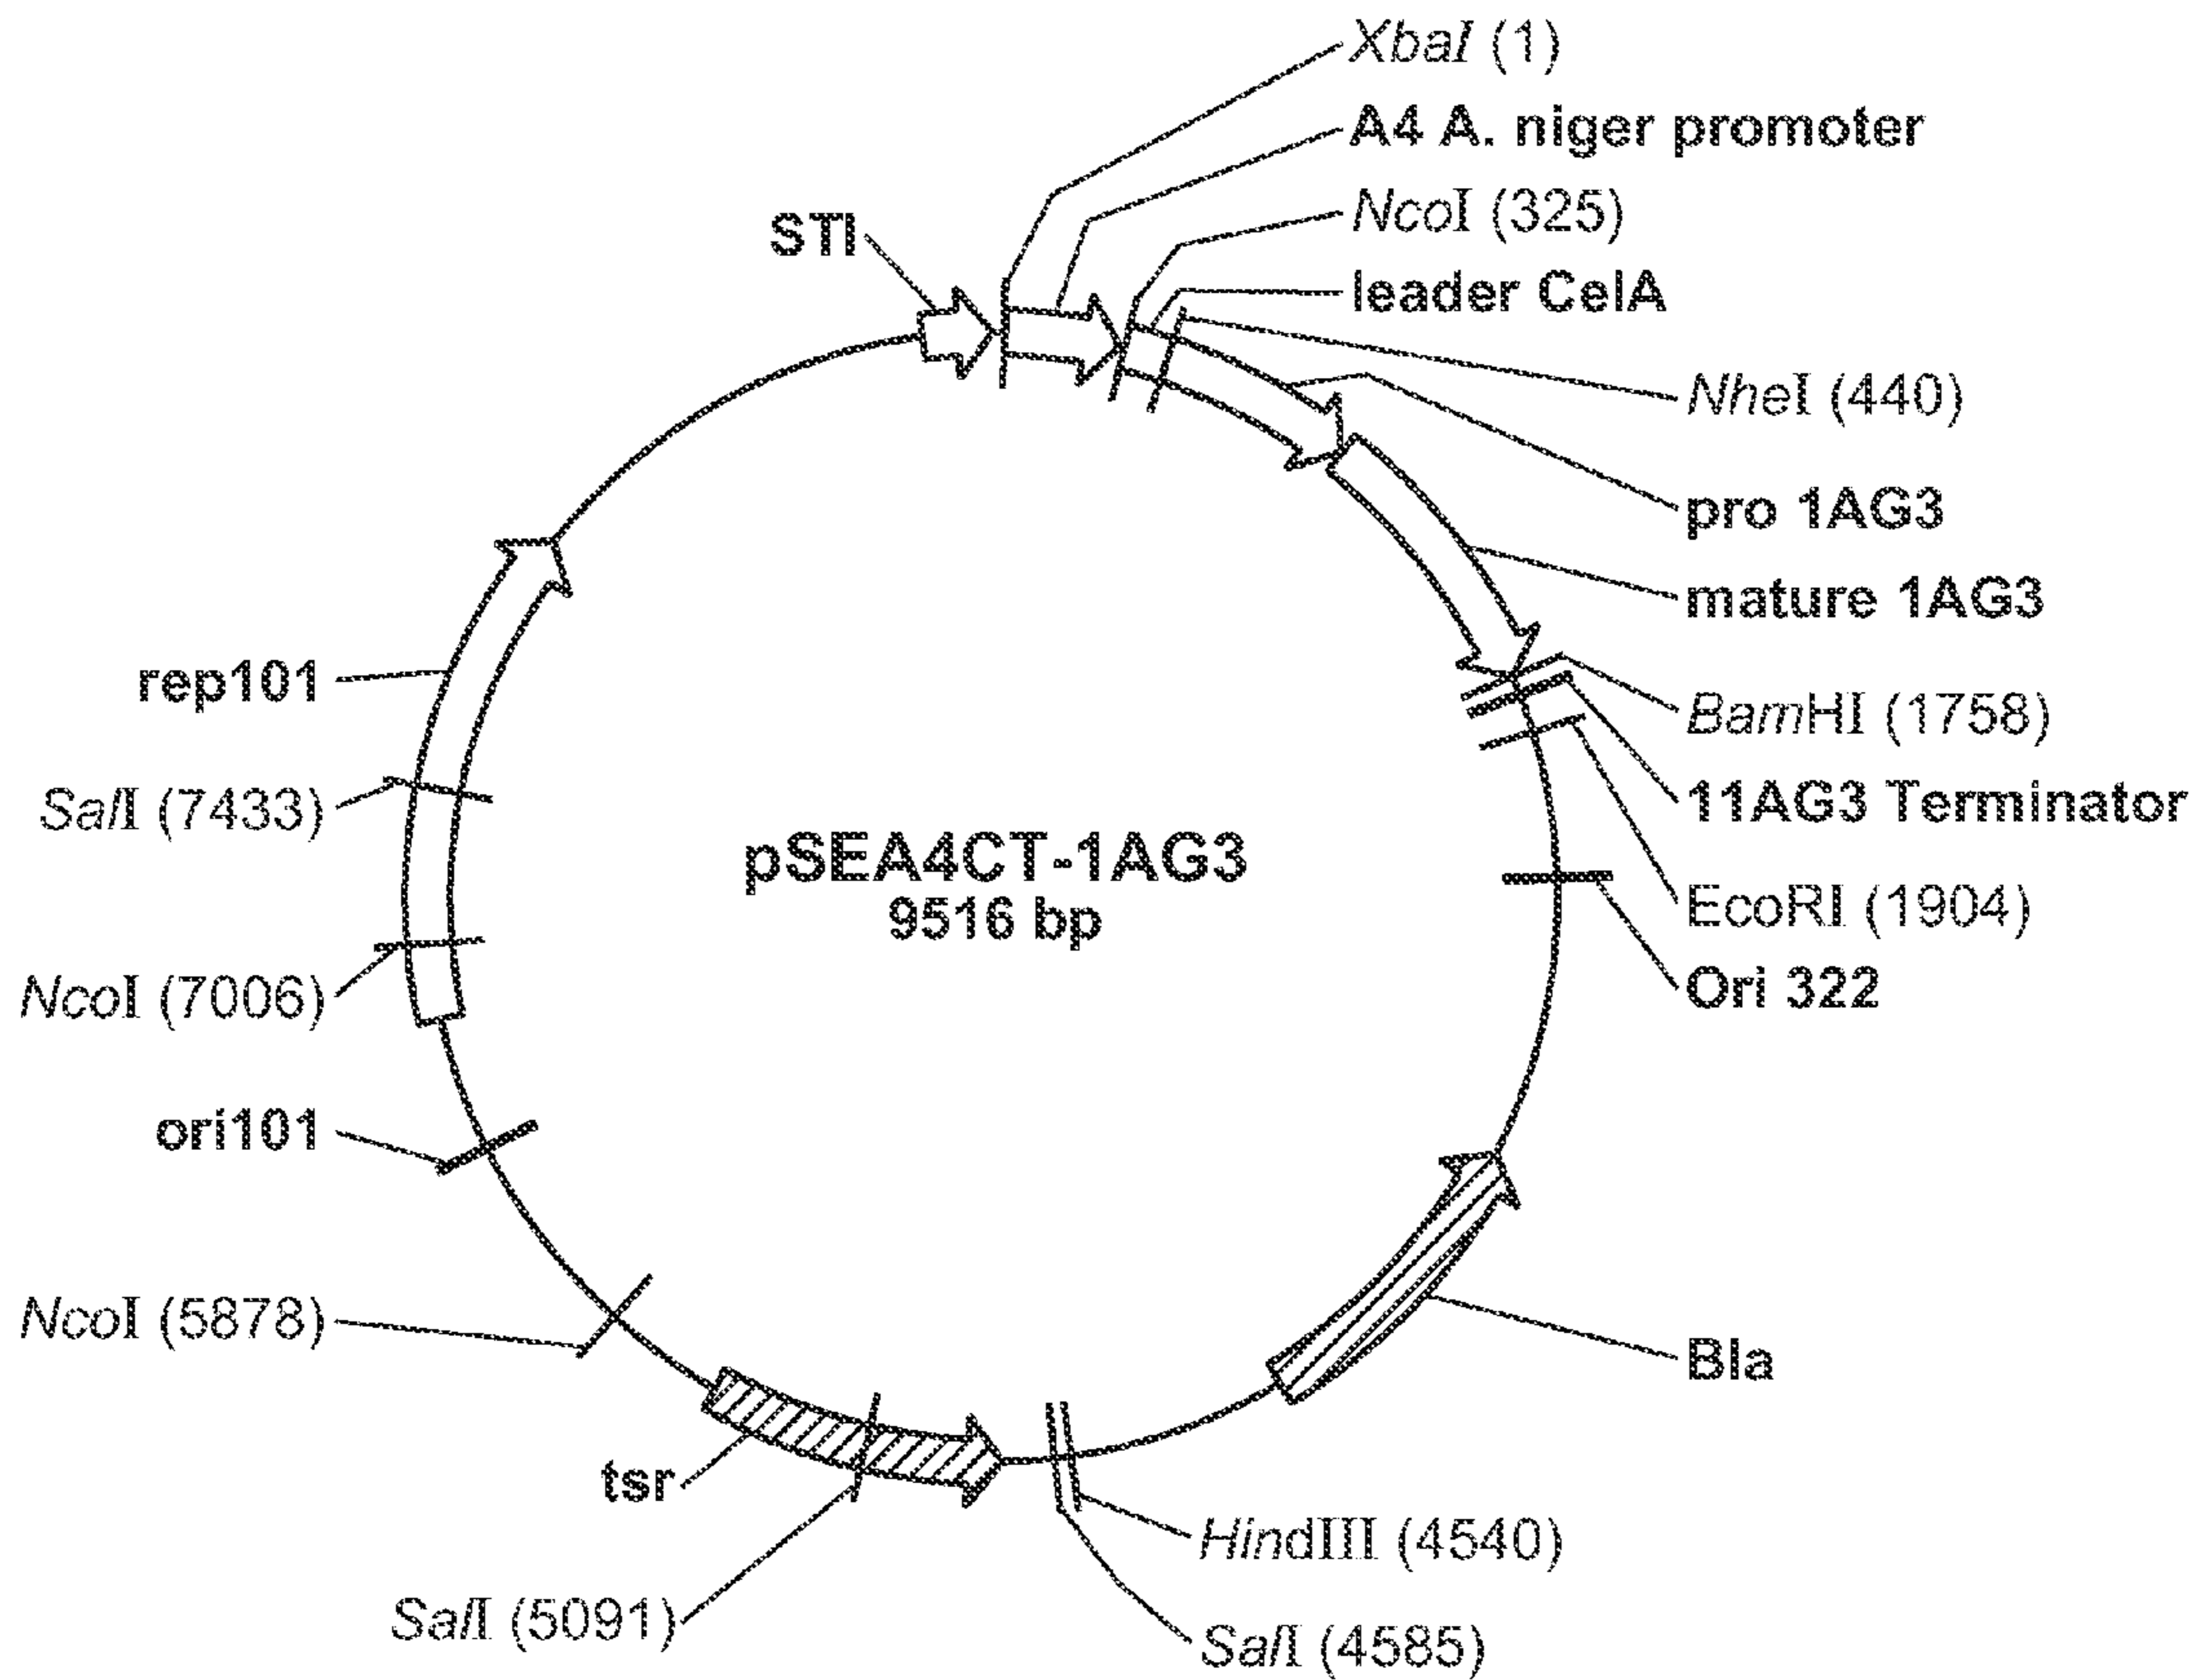 XbaI (1)
A4 A. niger promoter
NcoI (325)
STI
leader CelA
NheI (440)
pro 1AG3
mature 1AG3
rep101
BamHI (1758)
SalI (7433)
11AG3 Terminator
pSEA4CT-1AG3
9516 bp
EcoRI (1904)
NcoI (7006)
Ori 322
ori101
NcoI (5878)
Bla
tsr
HindIII (4540)
SalI (5091)
SalI (4585)